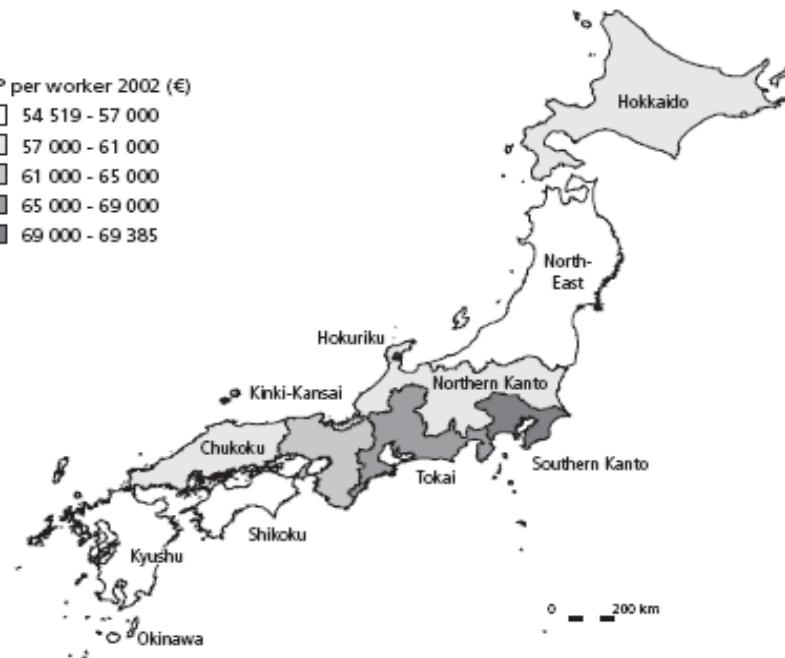 P per worker 2002 (€)
54 519 - 57 000
57 000 - 61 000
61 000 - 65 000
65 000 - 69 000
69 000 - 69 385
Hokkaido
North-
East
Hokuriku
Northern Kanto
Kinki-Kansai
Chukoku
Southern Kanto
Tokai
Shikoku
Kyushu
0 200 km
Okinawa